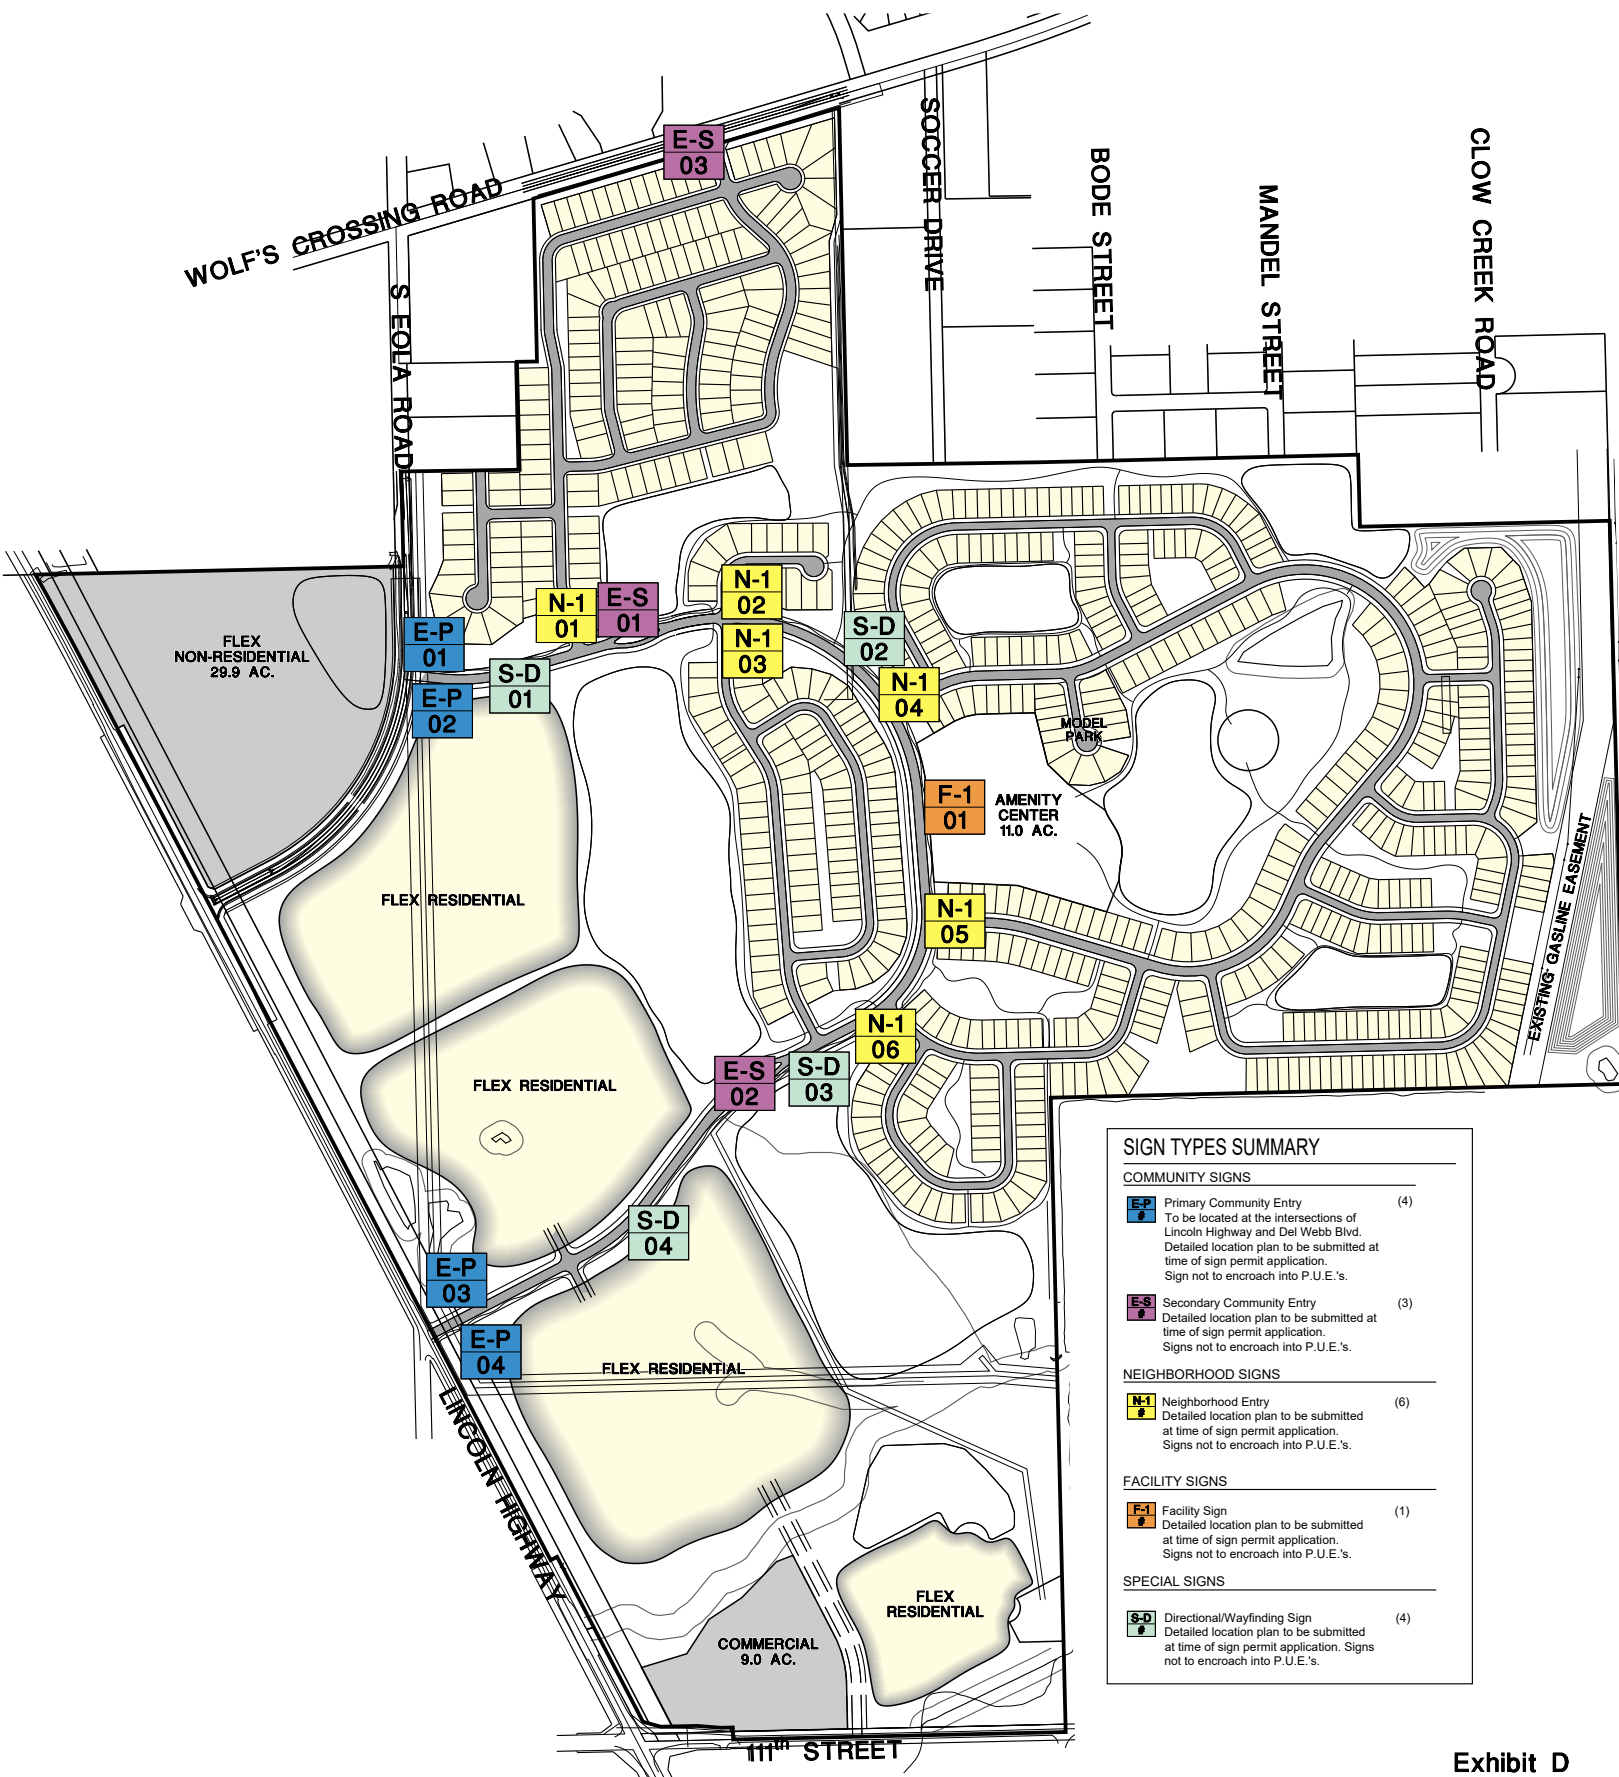 SOCCER DRIVE
BODE STREET
MANDEL STREET
CLOW CREEK ROAD
E-S
03
WOLF'S CROSSING ROAD
S EOLA ROAD
FLEX
NON-RESIDENTIAL
29.9 AC.
E-P
01
E-P
02
S-D
01
N-1
01
E-S
01
N-1
02
N-1
03
S-D
02
N-1
04
MODEL
PARK
F-1
01
AMENITY
CENTER
11.0 AC.
EXISTING GASLINE EASEMENT
FLEX RESIDENTIAL
N-1
05
N-1
06
FLEX RESIDENTIAL
E-S
02
S-D
03
S-D
04
E-P
03
E-P
04
FLEX RESIDENTIAL
LINCOLN HIGHWAY
FLEX
RESIDENTIAL
COMMERCIAL
9.0 AC.
111th STREET
SIGN TYPES SUMMARY
COMMUNITY SIGNS
E-P
#
Primary Community Entry (4)
To be located at the intersections of
Lincoln Highway and Del Webb Blvd.
Detailed location plan to be submitted at
time of sign permit application.
Sign not to encroach into P.U.E.'s.
E-S
#
Secondary Community Entry (3)
Detailed location plan to be submitted at
time of sign permit application.
Signs not to encroach into P.U.E.'s.
NEIGHBORHOOD SIGNS
N-1
#
Neighborhood Entry (6)
Detailed location plan to be submitted
at time of sign permit application.
Signs not to encroach into P.U.E.'s.
FACILITY SIGNS
F-1
#
Facility Sign (1)
Detailed location plan to be submitted
at time of sign permit application.
Signs not to encroach into P.U.E.'s.
SPECIAL SIGNS
S-D
#
Directional/Wayfinding Sign (4)
Detailed location plan to be submitted
at time of sign permit application. Signs
not to encroach into P.U.E.'s.
Exhibit D